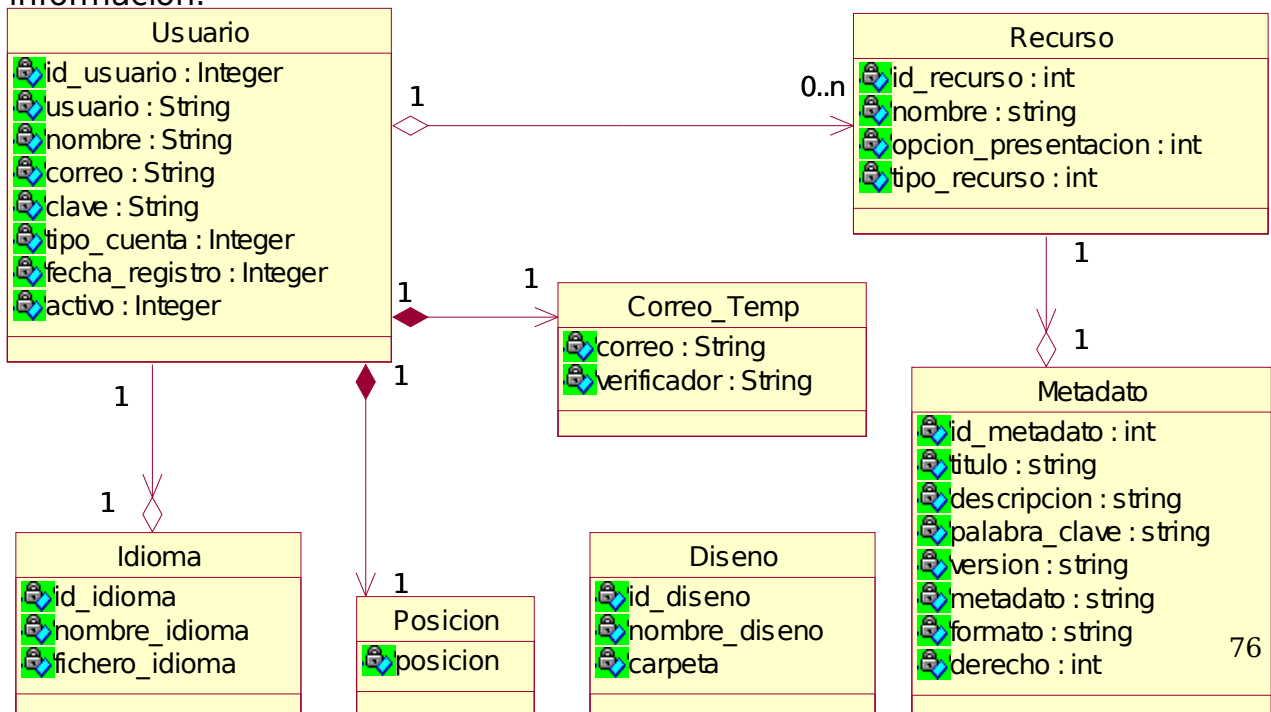 información.
Usuario
id_usuario : Integer
usuario : String
nombre : String
correo : String
clave : String
tipo_cuenta : Integer
fecha_registro : Integer
activo : Integer
1
0..n
Recurso
id_recurso : int
nombre : string
opcion_presentacion : int
tipo_recurso : int
1
1
Correo_Temp
correo : String
verificador : String
1
1
Metadato
id_metadato : int
titulo : string
descripcion : string
palabra_clave : string
version : string
metadato : string
formato : string
derecho : int
1
1
Idioma
id_idioma
nombre_idioma
fichero_idioma
1
1
Posicion
posicion
Diseno
id_diseno
nombre_diseno
carpeta
76